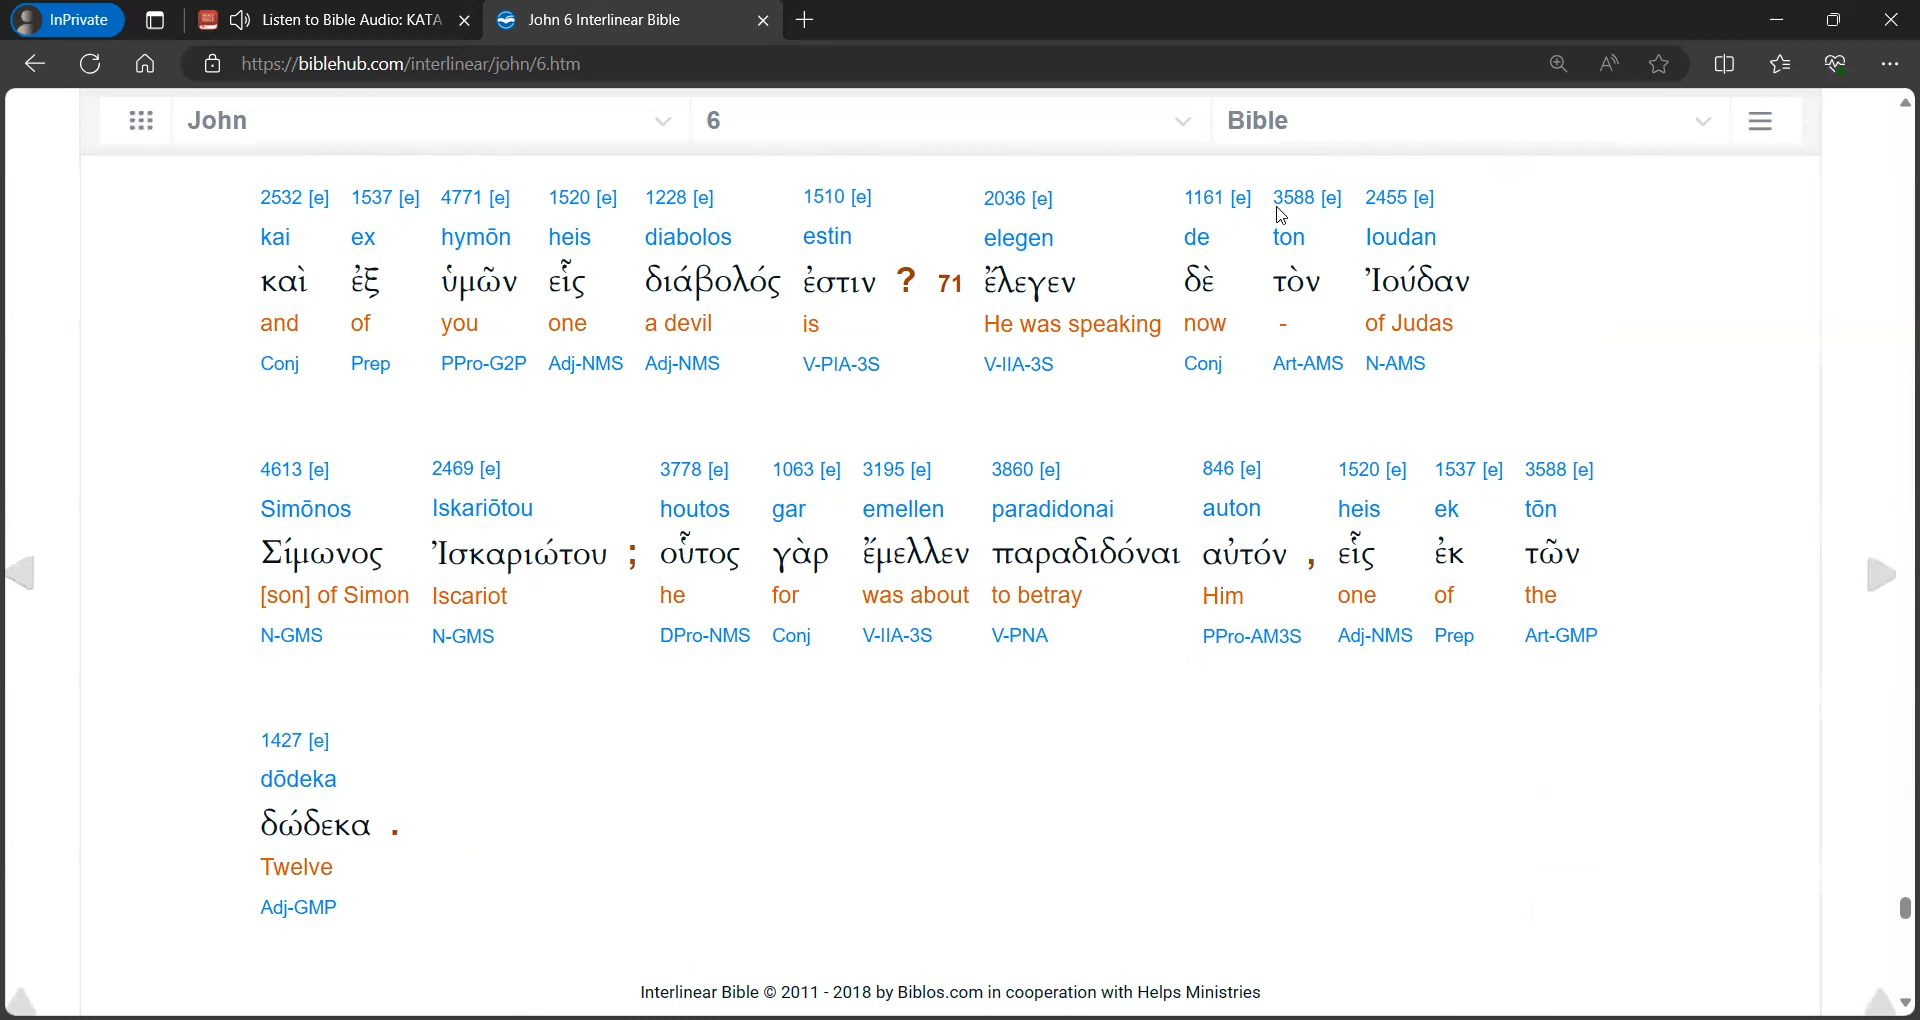 InPrivate
Listen to Bible Audio: KATA
John 6 Interlinear Bible
https://biblehub.com/interlinear/john/6.htm
John 6 Bible
2532 [e] 1537 [e] 4771 [e] 1520 [e] 1228 [e] 1510 [e] 2036 [e] 1161 [e] 3588 [e] 2455 [e]
kai ex hymōn heis diabolos estin elegen de ton Ioudan
καὶ ἐξ ὑμῶν εἷς διάβολός ἐστιν ? 71 ἔλεγεν δὲ τὸν Ἰούδαν
and of you one a devil is He was speaking now - of Judas
Conj Prep PPro-G2P Adj-NMS Adj-NMS V-PIA-3S V-IIA-3S Conj Art-AMS N-AMS
4613 [e] 2469 [e] 3778 [e] 1063 [e] 3195 [e] 3860 [e] 846 [e] 1520 [e] 1537 [e] 3588 [e]
Simōnos Iskariōtou houtos gar emellen paradidonai auton heis ek tōn
Σίμωνος Ἰσκαριώτου ; οὗτος γὰρ ἔμελλεν παραδιδόναι αὐτόν , εἷς ἐκ τῶν
[son] of Simon Iscariot he for was about to betray Him one of the
N-GMS N-GMS DPro-NMS Conj V-IIA-3S V-PNA PPro-AM3S Adj-NMS Prep Art-GMP
1427 [e]
dōdeka
δώδεκα .
Twelve
Adj-GMP
Interlinear Bible © 2011 - 2018 by Biblos.com in cooperation with Helps Ministries